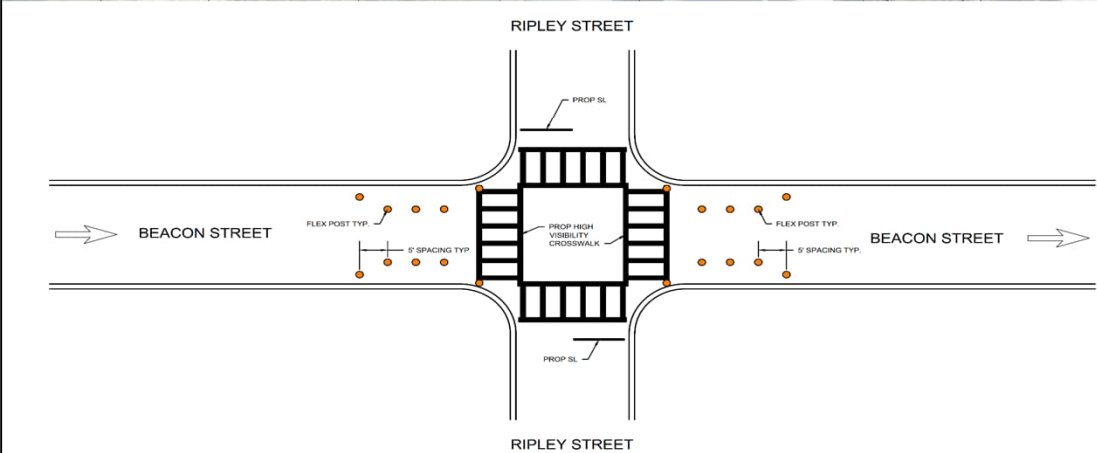 RIPLEY STREET
PROP SL
FLEX POST TYP.
BEACON STREET
5' SPACING TYP.
PROP HIGH
VISIBILITY
CROSSWALK
FLEX POST TYP.
BEACON STREET
5' SPACING TYP.
PROP SL
RIPLEY STREET